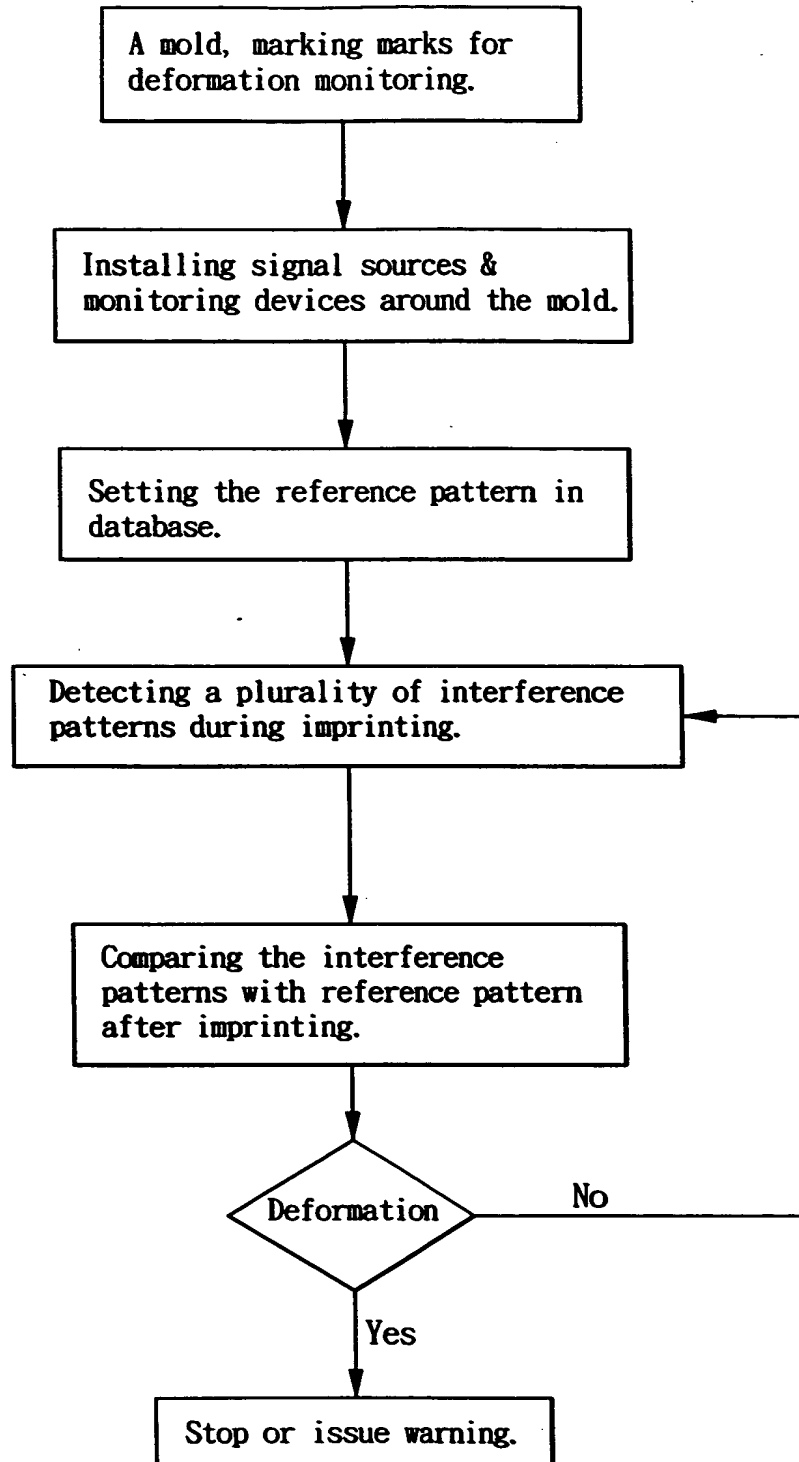 A mold, marking marks for
deformation monitoring.
Installing signal sources &
monitoring devices around the mold.
Setting the reference pattern in
database.
Detecting a plurality of interference
patterns during imprinting.
Comparing the interference
patterns with reference pattern
after imprinting.
Deformation
No
Yes
Stop or issue warning.